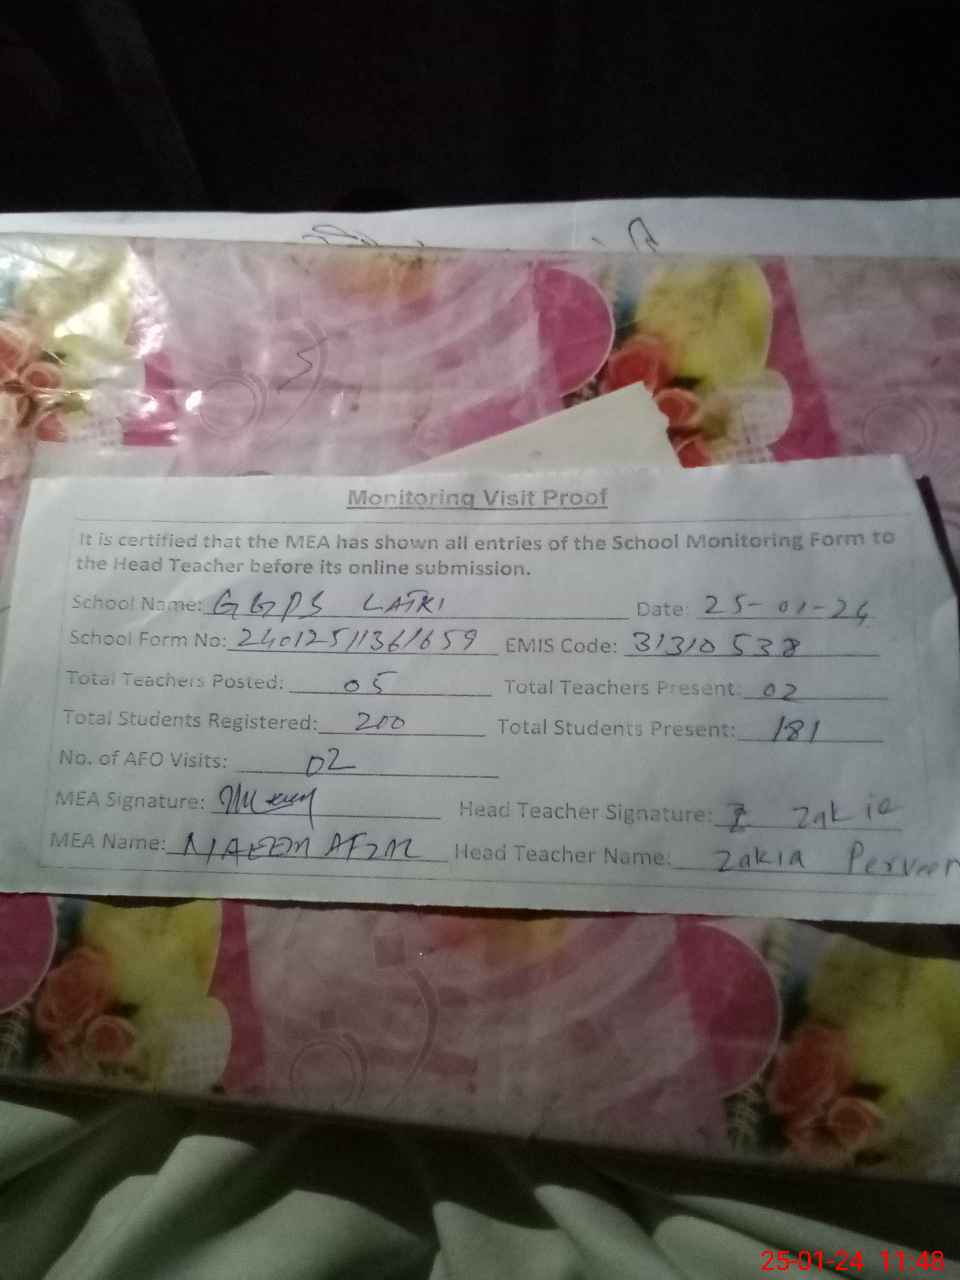 Monitoring Visit Proof
It is certified that the MEA has shown all entries of the School Monitoring Form to
the Head Teacher before its online submission.
School Name: GGPS LATKI Date: 25-01-24
School Form No: 24012511361659 EMIS Code: 31310538
Total Teachers Posted: 05 Total Teachers Present: 02
Total Students Registered: 200 Total Students Present: 181
No. of AFO Visits: 02
MEA Signature: Head Teacher Signature: Zakia
MEA Name: NAEEM Head Teacher Name: Zakia Perveen
25-01-24 11:48